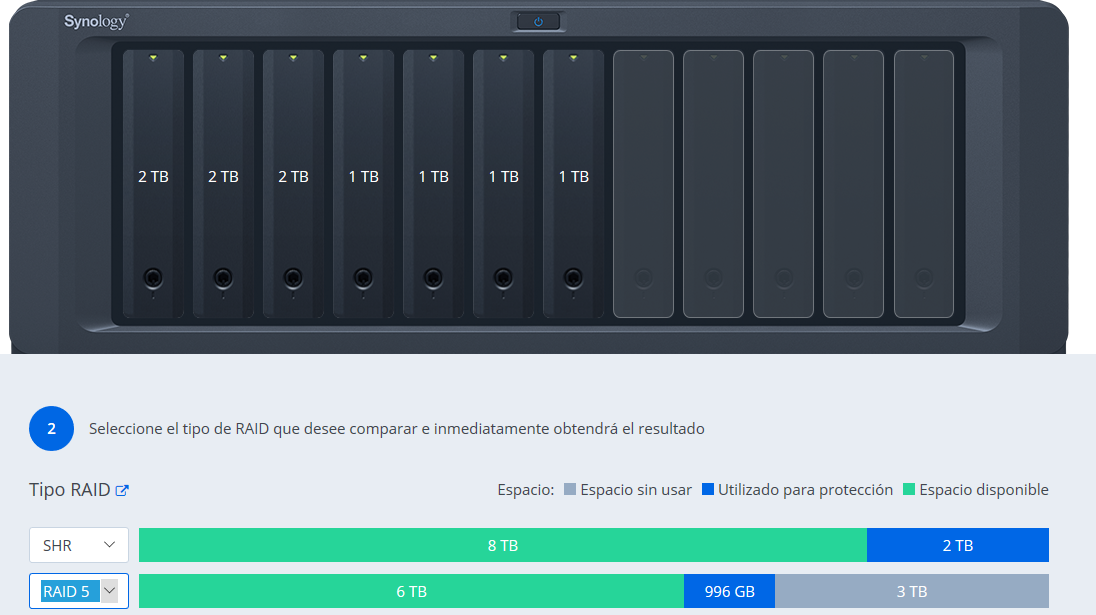 Synology®
2 TB 2 TB 2 TB 1 TB 1 TB 1 TB 1 TB
2 Seleccione el tipo de RAID que desee comparar e inmediatamente obtendrá el resultado
Tipo RAID Espacio: Espacio sin usar Utilizado para protección Espacio disponible
SHR 8 TB 2 TB
RAID 5 6 TB 996 GB 3 TB